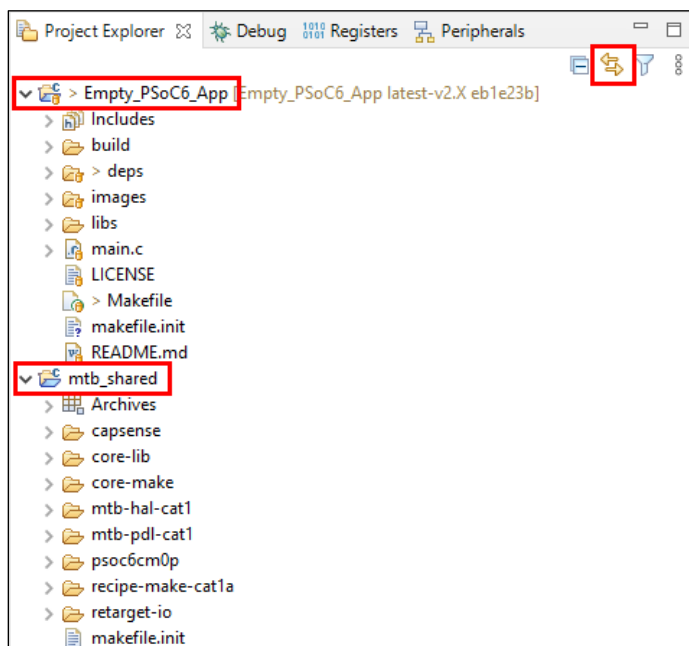 Project Explorer Debug 1010 0101 Registers Peripherals
> Empty_PSoC6_App [Empty_PSoC6_App latest-v2.X eb1e23b]
Includes
build
> deps
images
libs
main.c
LICENSE
> Makefile
makefile.init
README.md
mtb_shared
Archives
capsense
core-lib
core-make
mtb-hal-cat1
mtb-pdl-cat1
psoc6cm0p
recipe-make-cat1a
retarget-io
makefile.init